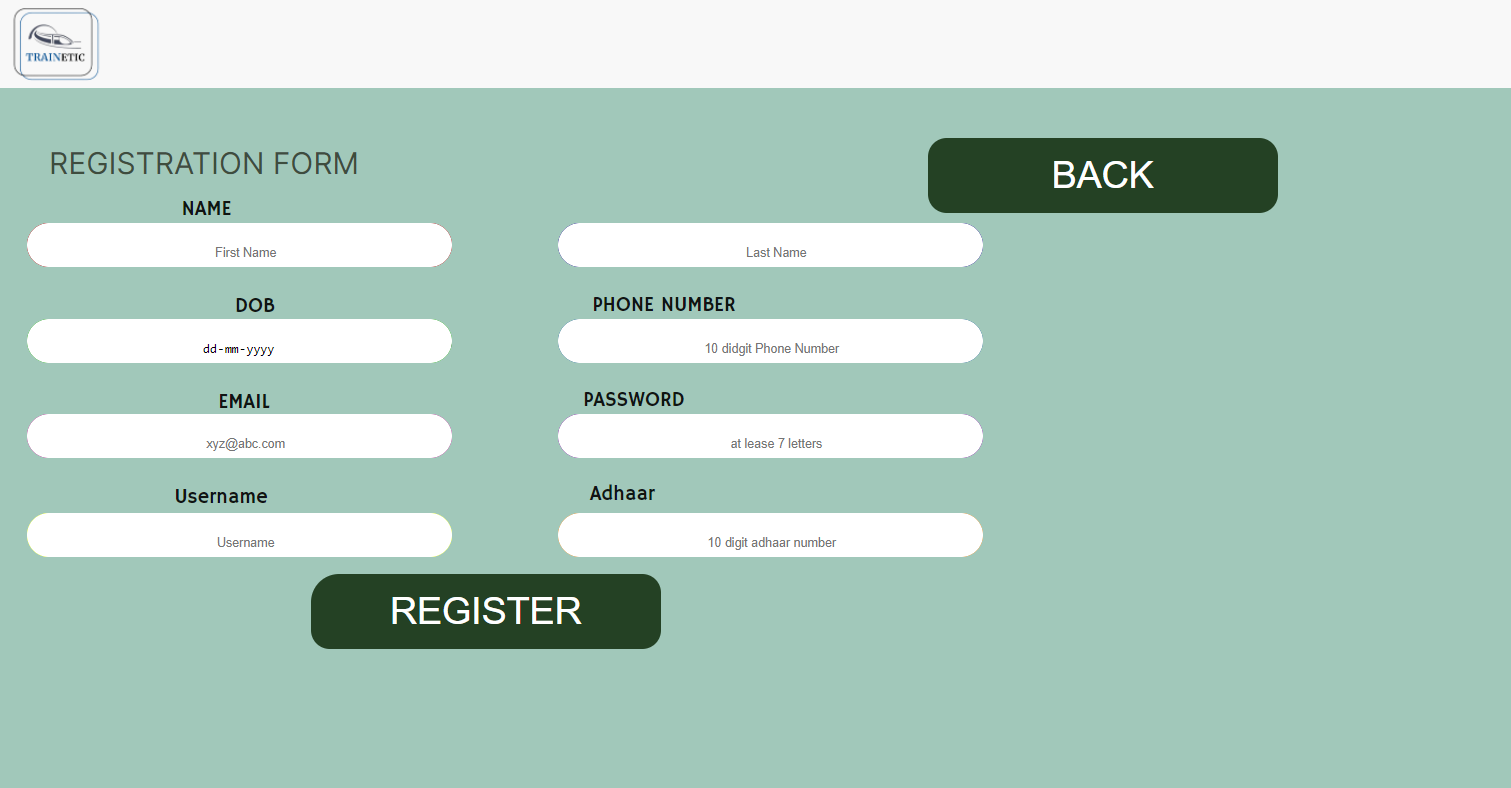 TRAINETIC
REGISTRATION FORM
BACK
NAME
First Name
Last Name
DOB
PHONE NUMBER
dd-mm-yyyy
10 didgit Phone Number
EMAIL
PASSWORD
xyz@abc.com
at lease 7 letters
Username
Adhaar
Username
10 digit adhaar number
REGISTER